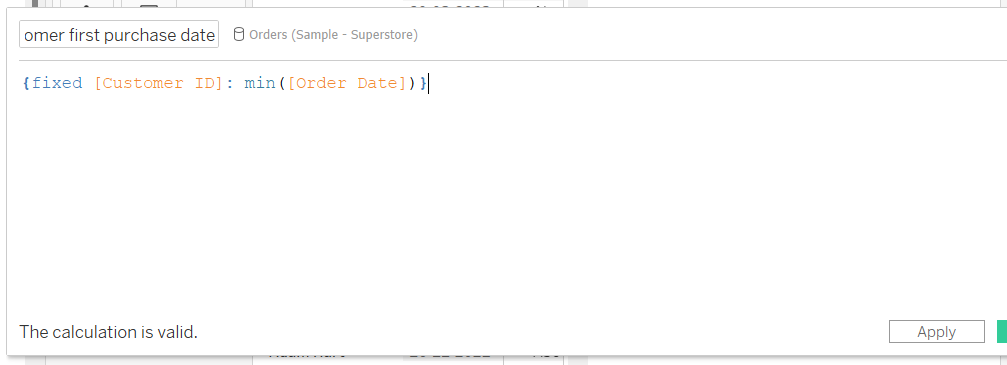 omer first purchase date
Orders (Sample - Superstore)
{fixed [Customer ID]: min([Order Date])}
The calculation is valid.
Apply